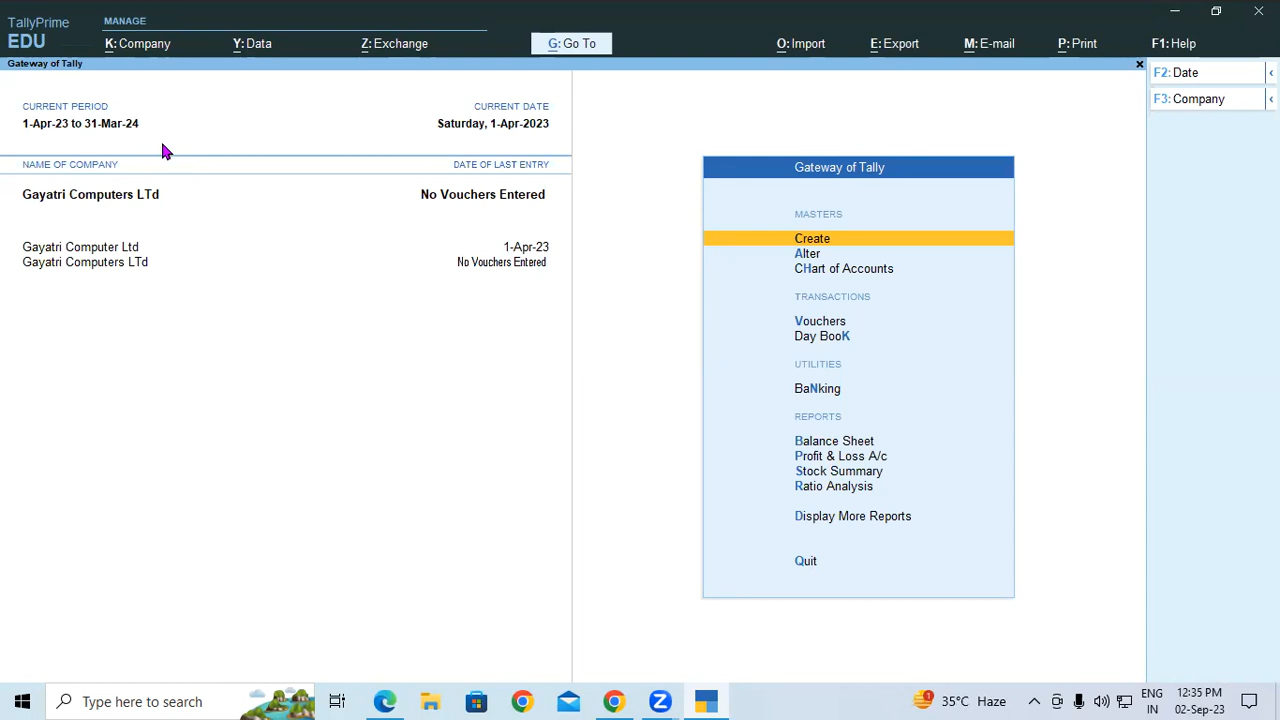 TallyPrime
EDU
MANAGE
K: Company
Y: Data
Z: Exchange
G: Go To
O: Import
E: Export
M: E-mail
P: Print
F1: Help
Gateway of Tally
F2: Date
F3: Company
CURRENT PERIOD
CURRENT DATE
1-Apr-23 to 31-Mar-24
Saturday, 1-Apr-2023
NAME OF COMPANY
DATE OF LAST ENTRY
Gayatri Computers LTd
No Vouchers Entered
Gayatri Computer Ltd
1-Apr-23
Gayatri Computers LTd
No Vouchers Entered
Gateway of Tally
MASTERS
Create
Alter
CHart of Accounts
TRANSACTIONS
Vouchers
Day BooK
UTILITIES
BaNking
REPORTS
Balance Sheet
Profit & Loss A/c
Stock Summary
Ratio Analysis
Display More Reports
Quit
Type here to search
1
35°C Haze
ENG
IN
12:35 PM
02-Sep-23